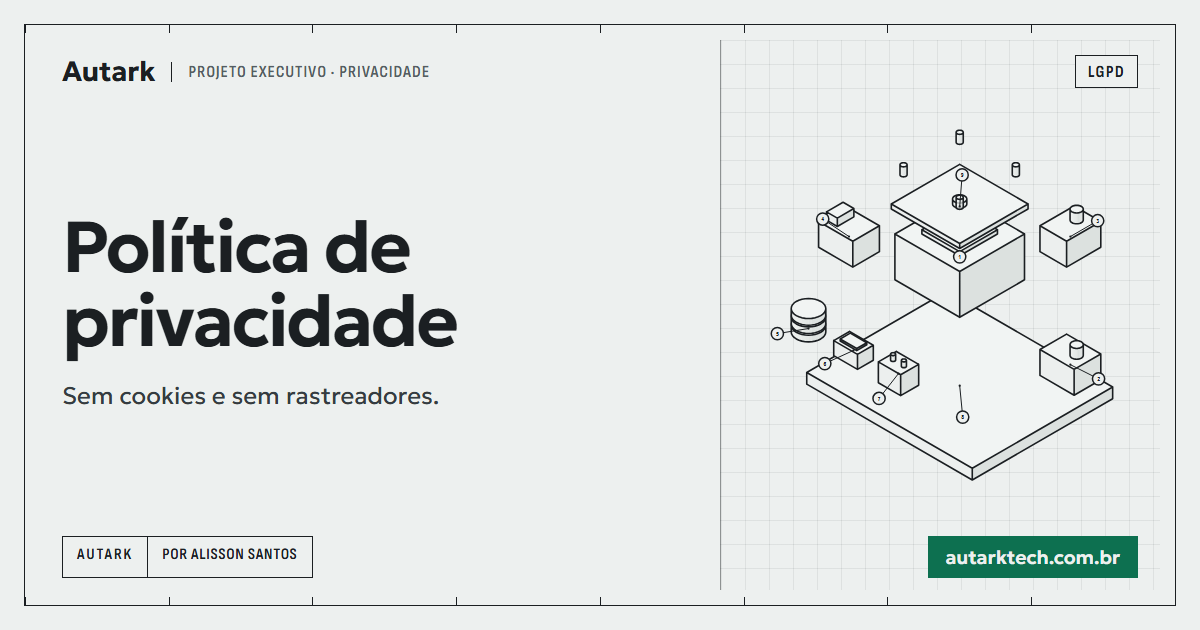 Autark
PROJETO EXECUTIVO · PRIVACIDADE
LGPD
Política de
privacidade
Sem cookies e sem rastreadores.
AUTARK
POR ALISSON SANTOS
autarktech.com.br